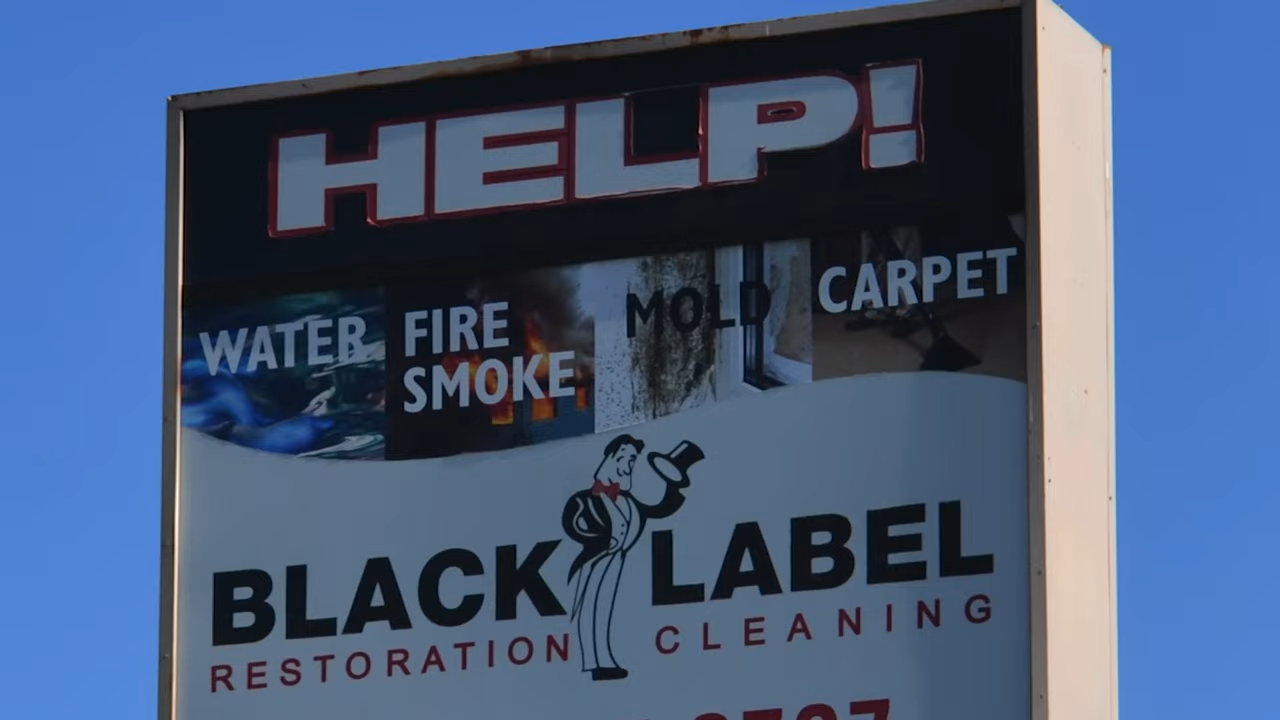 HELP!
WATER
FIRE
SMOKE
MOLD
CARPET
BLACK LABEL
RESTORATION CLEANING